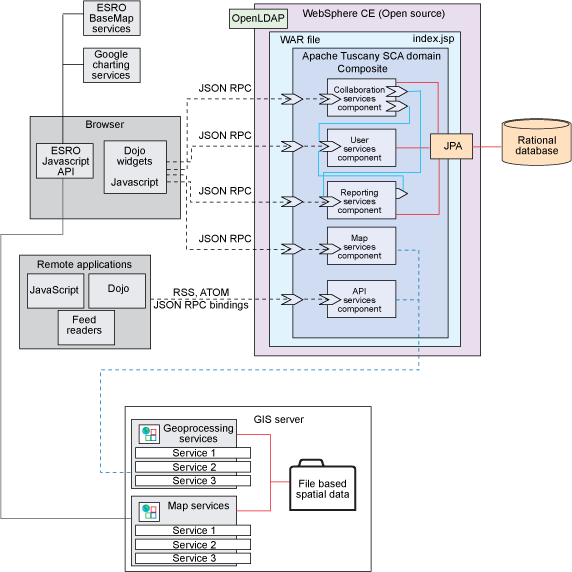 ESRO
BaseMap
services
Google
charting
services
OpenLDAP
WebSphere CE (Open source)
WAR file
index.jsp
Apache Tuscany SCA domain
Composite
JSON RPC
Collaboration
services
component
Browser
ESRO
Javascript
API
Dojo
widgets
Javascript
JSON RPC
User
services
component
JPA
Rational
database
JSON RPC
Reporting
services
component
JSON RPC
Map
services
component
Remote applications
JavaScript
Dojo
Feed
readers
RSS, ATOM
JSON RPC bindings
API
services
component
GIS server
Geoprocessing
services
Service 1
Service 2
Service 3
File based
spatial data
Map services
Service 1
Service 2
Service 3